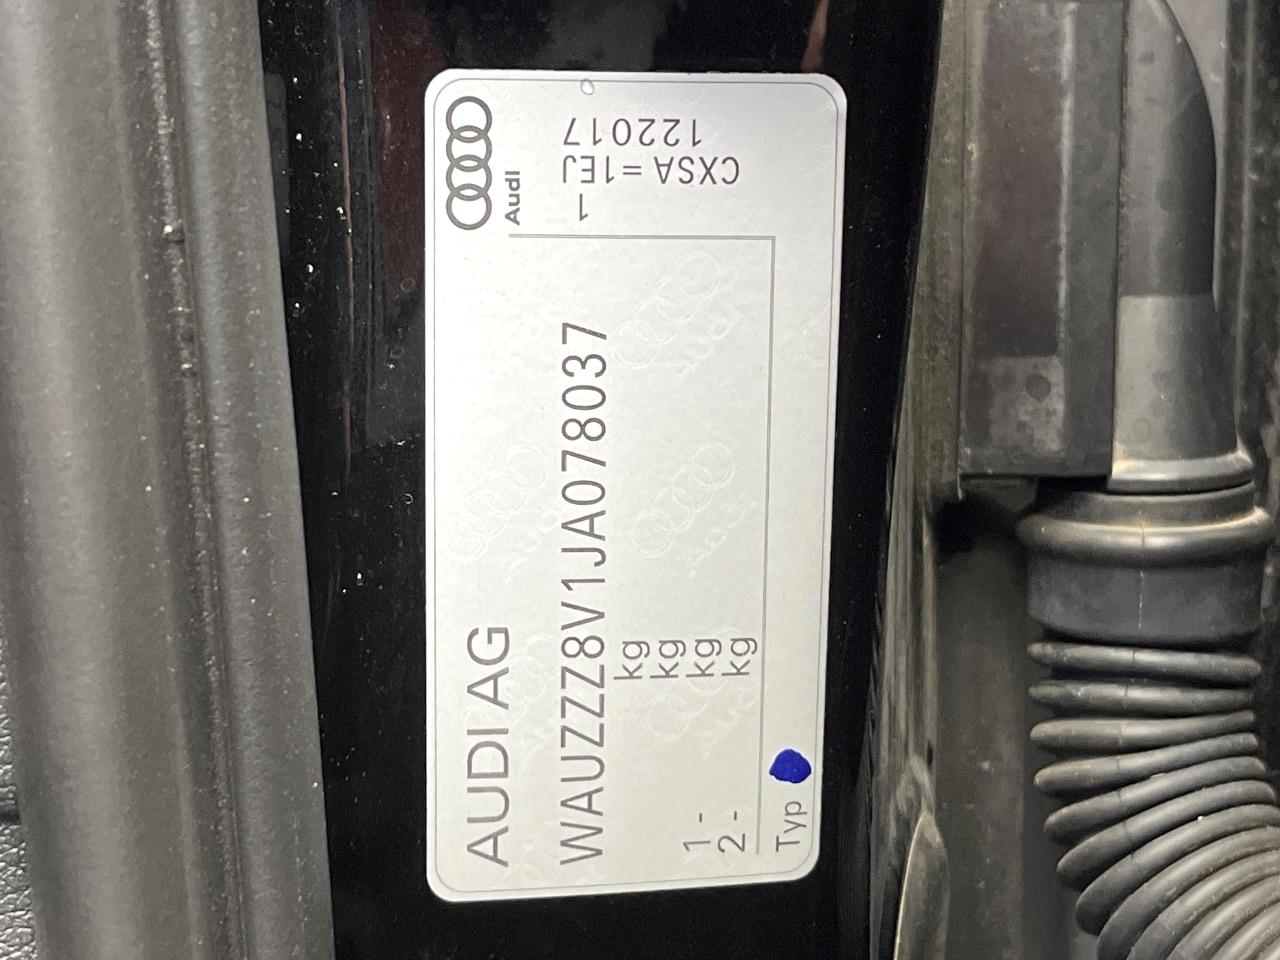 AUDI AG
Audi
WAUZZZ8V1JA078037
kg
kg
1- kg
2- kg
Typ
1
CXSA = 1EJ
122017